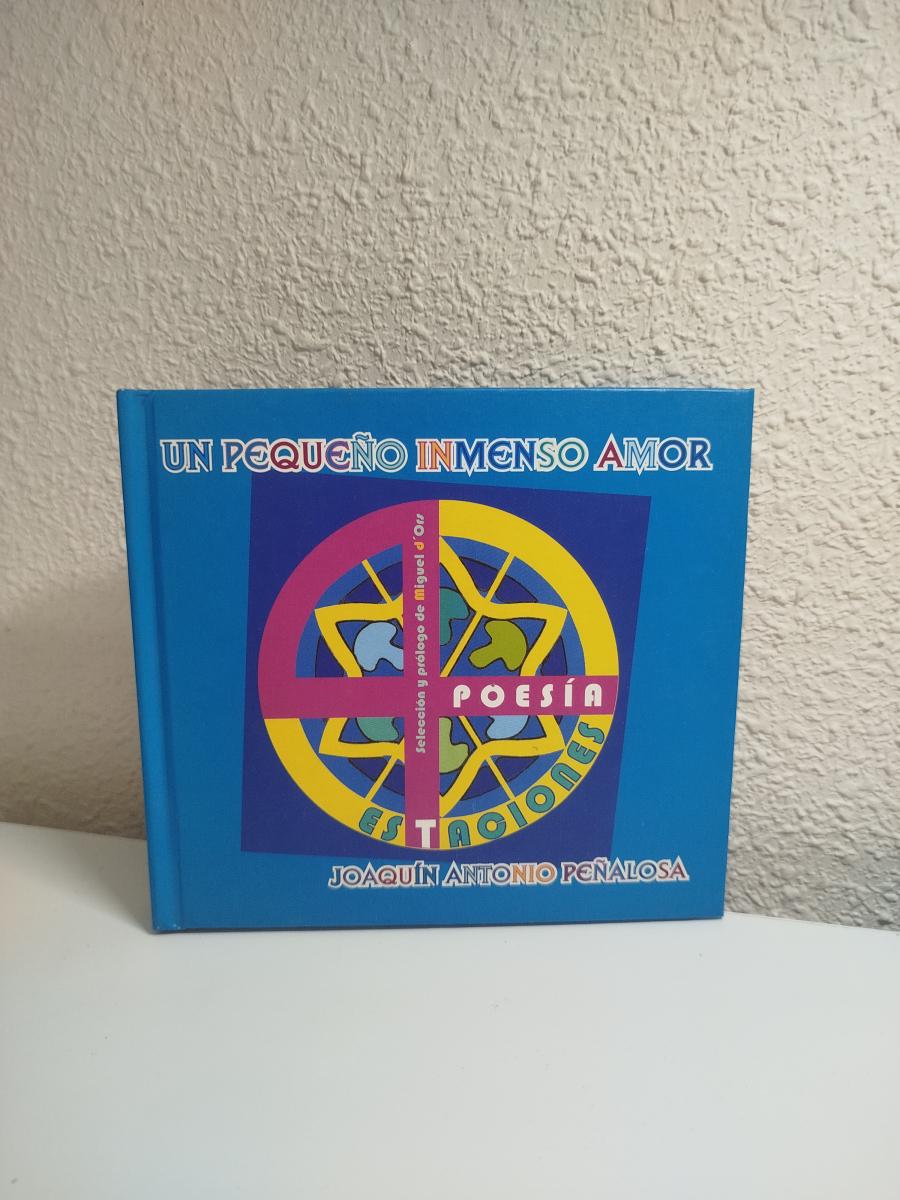 UN PEQUEÑO INMENSO AMOR
Selección y prólogo de Miguel d´Ors
POESÍA
ESTACIONES
JOAQUÍN ANTONIO PEÑALOSA